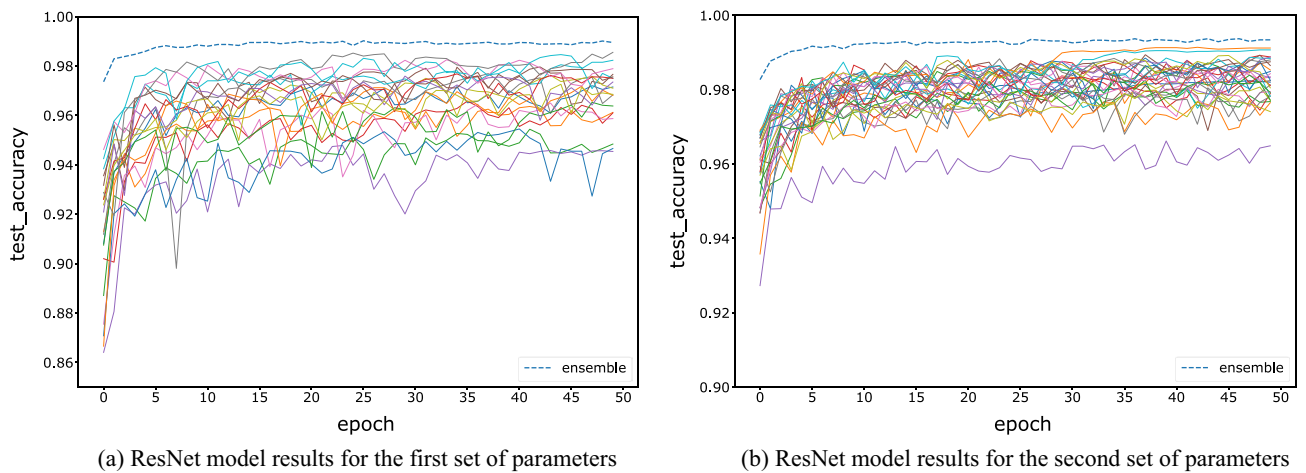 1.00
0.98
0.96
0.94
0.92
0.90
0.88
0.86
test_accuracy
0 5 10 15 20 25 30 35 40 45 50
epoch
ensemble
(a) ResNet model results for the first set of parameters
1.00
0.98
0.96
0.94
0.92
0.90
test_accuracy
0 5 10 15 20 25 30 35 40 45 50
epoch
ensemble
(b) ResNet model results for the second set of parameters